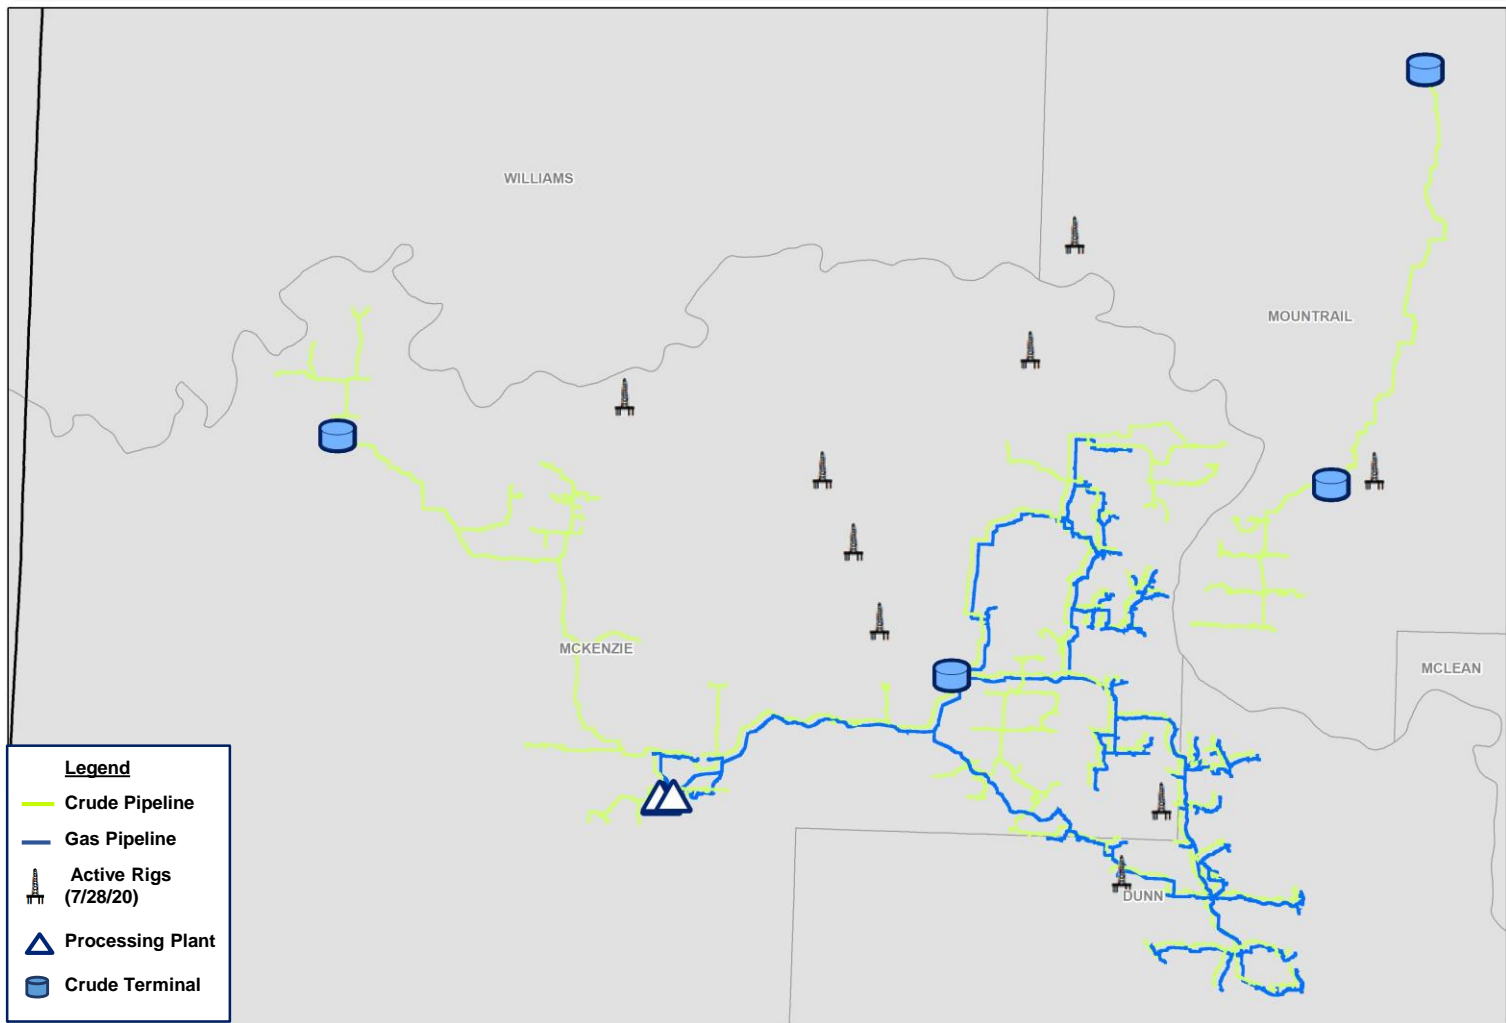 WILLIAMS
MOUNTRAIL
MCKENZIE
MCLEAN
DUNN
Legend
Crude Pipeline
Gas Pipeline
Active Rigs
(7/28/20)
Processing Plant
Crude Terminal